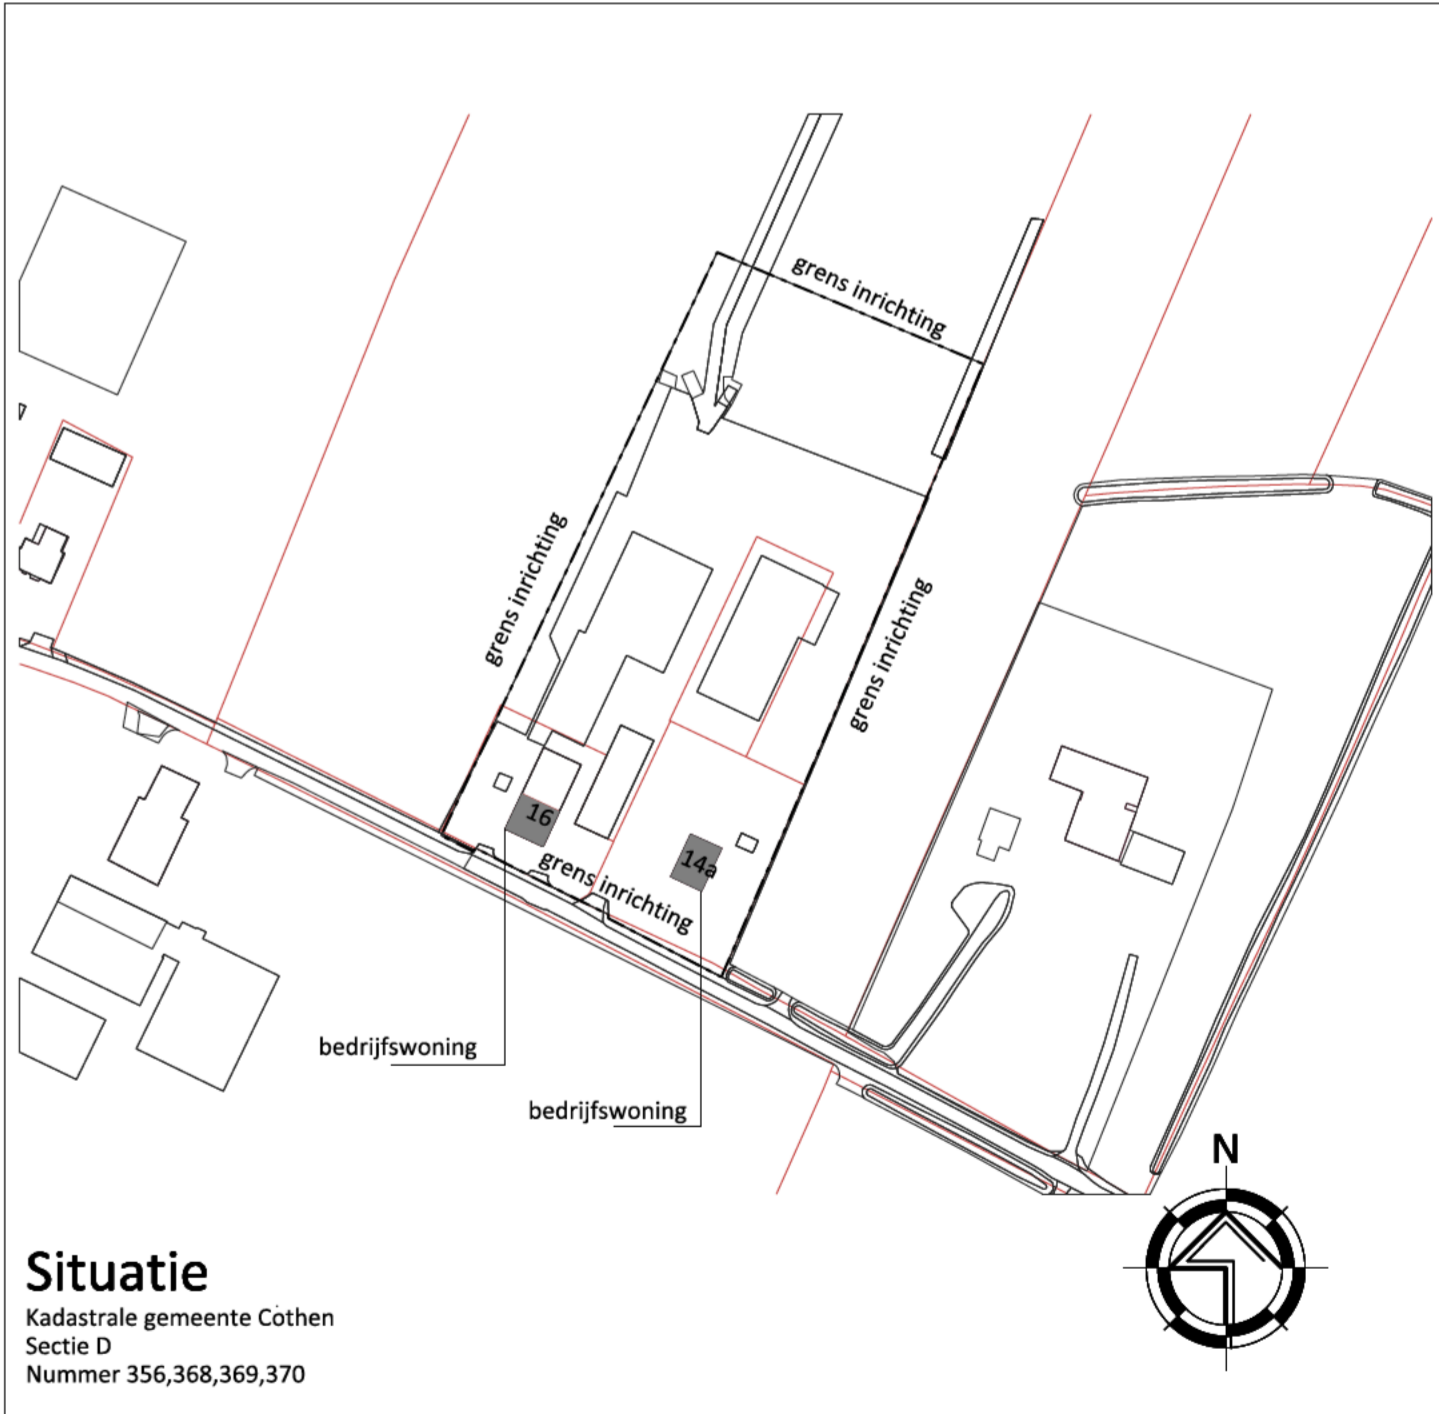 grens inrichting
grens inrichting
grens inrichting
16
14a
grens inrichting
bedrijfswoning
bedrijfswoning
N
Situatie
Kadastrale gemeente Cothen
Sectie D
Nummer 356,368,369,370